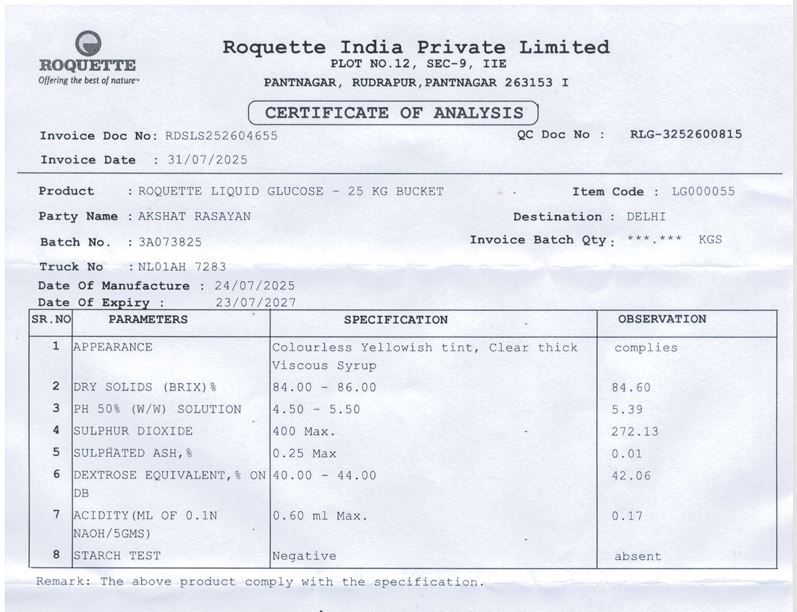 ROQUETTE
Offering the best of nature™
Roquette India Private Limited
PLOT NO.12, SEC-9, IIE
PANTNAGAR, RUDRAPUR,PANTNAGAR 263153 I
CERTIFICATE OF ANALYSIS
Invoice Doc No: RDSLS252604655 QC Doc No : RLG-3252600815
Invoice Date : 31/07/2025
Product : ROQUETTE LIQUID GLUCOSE - 25 KG BUCKET Item Code : LG000055
Party Name : AKSHAT RASAYAN Destination : DELHI
Batch No. : 3A073825 Invoice Batch Qty : ***.*** KGS
Truck No : NL01AH 7283
Date Of Manufacture : 24/07/2025
Date Of Expiry : 23/07/2027
SR.NO PARAMETERS SPECIFICATION OBSERVATION
1 APPEARANCE Colourless Yellowish tint, Clear thick complies
Viscous Syrup
2 DRY SOLIDS (BRIX)% 84.00 - 86.00 84.60
3 PH 50% (W/W) SOLUTION 4.50 - 5.50 5.39
4 SULPHUR DIOXIDE 400 Max. 272.13
5 SULPHATED ASH,% 0.25 Max 0.01
6 DEXTROSE EQUIVALENT,% ON 40.00 - 44.00 42.06
DB
7 ACIDITY(ML OF 0.1N 0.60 ml Max. 0.17
NAOH/5GMS)
8 STARCH TEST Negative absent
Remark: The above product comply with the specification.